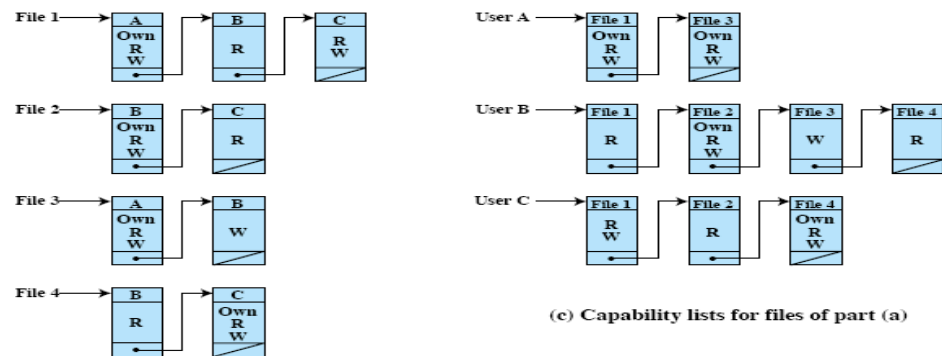 File 1 A B C
Own R R
R W
W
File 2 B C
Own R
R
W
File 3 A B
Own W
R
W
File 4 B C
R Own
R
W
User A File 1 File 3
Own Own
R R
W W
User B File 1 File 2 File 3 File 4
R Own W R
R
W
User C File 1 File 2 File 4
R R Own
W R
W
(c) Capability lists for files of part (a)